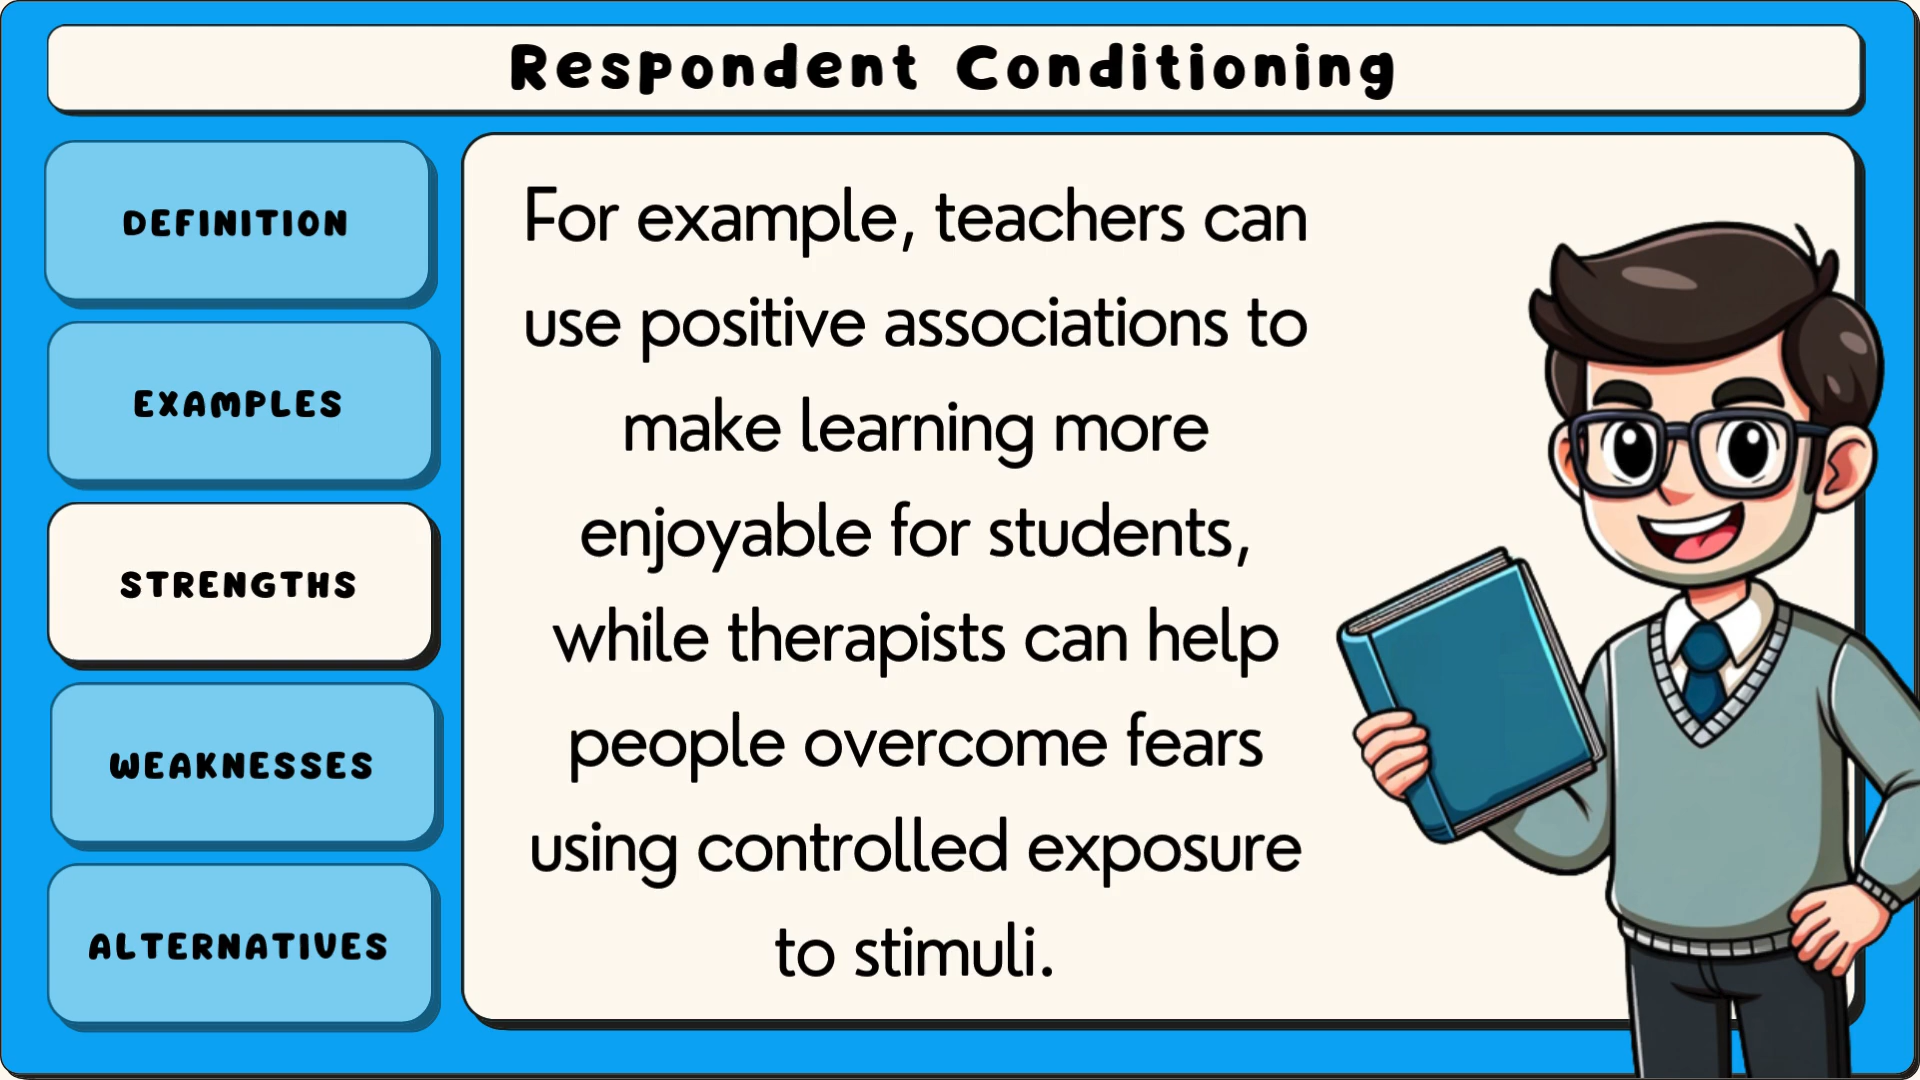 Respondent Conditioning
DEFINITION
EXAMPLES
STRENGTHS
WEAKNESSES
ALTERNATIVES
For example, teachers can
use positive associations to
make learning more
enjoyable for students,
while therapists can help
people overcome fears
using controlled exposure
to stimuli.